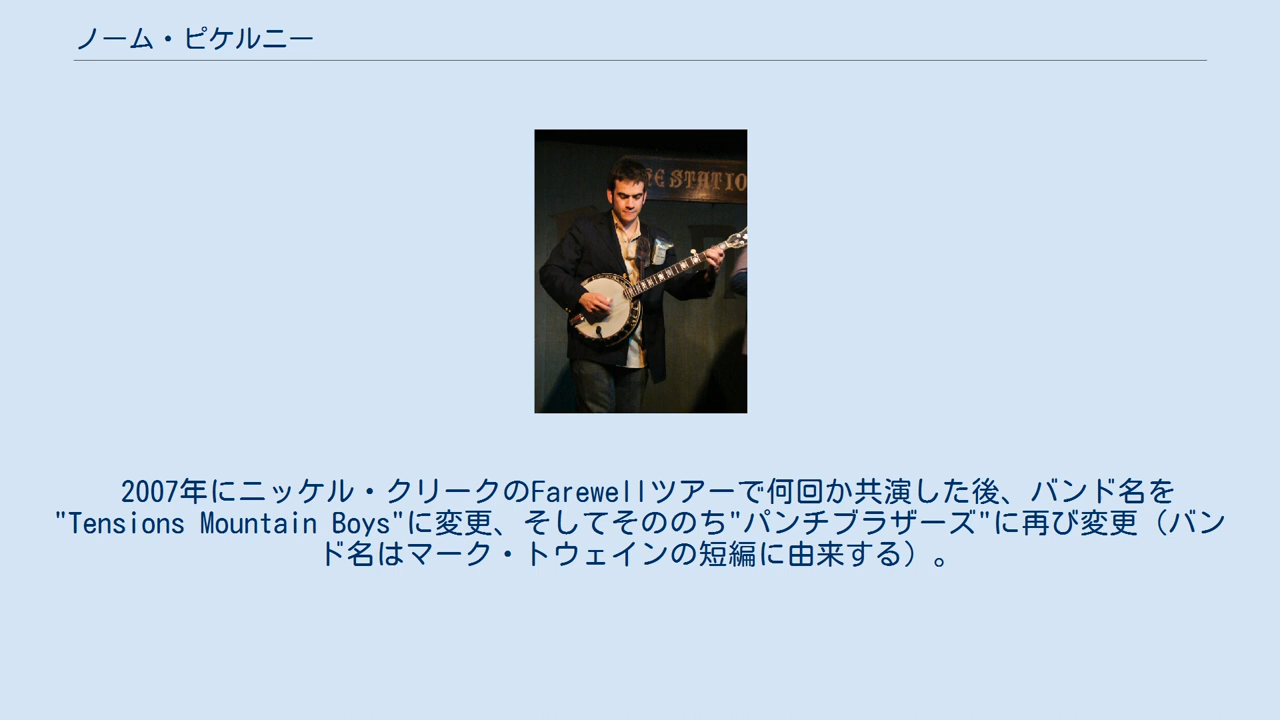 ノーム・ピケルニー
HE STATIO
2007年にニッケル・クリークのFarewellツアーで何回か共演した後、バンド名を
"Tensions Mountain Boys"に変更、そしてそののち"パンチブラザーズ"に再び変更（バン
ド名はマーク・トウェインの短編に由来する）。